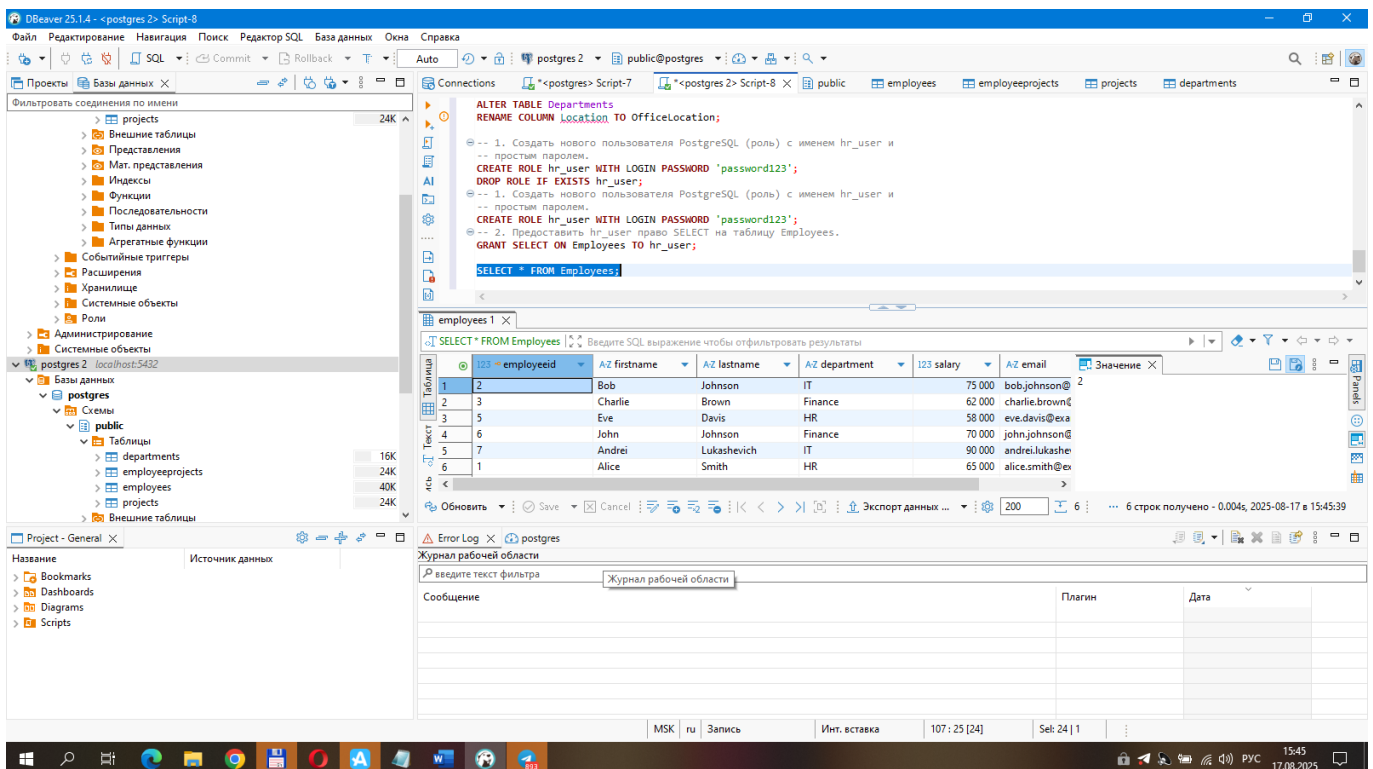 DBeaver 25.1.4 - <postgres 2> Script-8
Файл Редактирование Навигация Поиск Редактор SQL База данных Окна Справка
SQL Commit Rollback Auto postgres 2 public@postgres
Проекты Базы данных
Connections *<postgres> Script-7 *<postgres 2> Script-8 public employees employeeprojects projects departments
Фильтровать соединения по имени
projects 24K
Внешние таблицы
Представления
Мат. представления
Индексы
Функции
Последовательности
Типы данных
Агрегатные функции
Событийные триггеры
Расширения
Хранилище
Системные объекты
Роли
Администрирование
Системные объекты
postgres 2 localhost:5432
Базы данных
postgres
Схемы
public
Таблицы
departments 16K
employeeprojects 24K
employees 40K
projects 24K
Внешние таблицы
AI
ALTER TABLE Departments
RENAME COLUMN Location TO OfficeLocation;
-- 1. Создать нового пользователя PostgreSQL (роль) с именем hr_user и
-- простым паролем.
CREATE ROLE hr_user WITH LOGIN PASSWORD 'password123';
DROP ROLE IF EXISTS hr_user;
-- 1. Создать нового пользователя PostgreSQL (роль) с именем hr_user и
-- простым паролем.
CREATE ROLE hr_user WITH LOGIN PASSWORD 'password123';
-- 2. Предоставить hr_user право SELECT на таблицу Employees.
GRANT SELECT ON Employees TO hr_user;
SELECT * FROM Employees;
employees 1
SELECT * FROM Employees Введите SQL выражение чтобы отфильтровать результаты
Таблица
Текст
123 employeeid A-Z firstname A-Z lastname A-Z department 123 salary A-Z email
1 2 Bob Johnson IT 75 000 bob.johnson@
2 3 Charlie Brown Finance 62 000 charlie.brown@
3 5 Eve Davis HR 58 000 eve.davis@exa
4 6 John Johnson Finance 70 000 john.johnson@
5 7 Andrei Lukashevich IT 90 000 andrei.lukashev
6 1 Alice Smith HR 65 000 alice.smith@ex
Значение
2
Panels
Обновить Save Cancel Экспорт данных ... 200 6 ... 6 строк получено - 0.004s, 2025-08-17 в 15:45:39
Project - General
Название Источник данных
Bookmarks
Dashboards
Diagrams
Scripts
Error Log postgres
Журнал рабочей области
введите текст фильтра
Журнал рабочей области
Сообщение Плагин Дата
MSK ru Запись Инт. вставка 107 : 25 [24] Sel: 24 | 1
893
РУС
15:45
17.08.2025